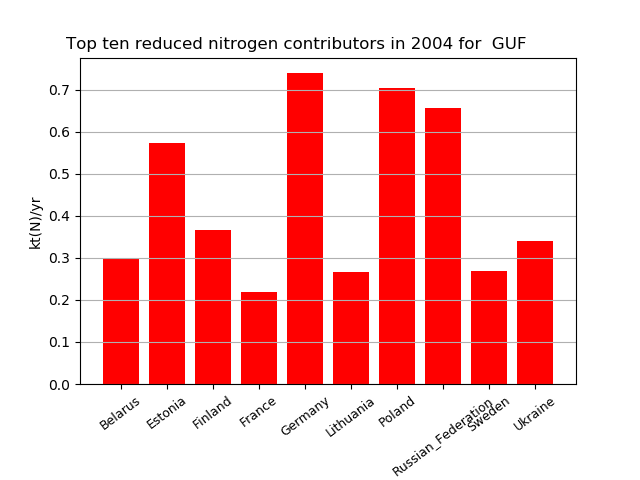 Top ten reduced nitrogen contributors in 2004 for  GUF
kt(N)/yr
0.7
0.6
0.5
0.4
0.3
0.2
0.1
0.0
Belarus
Estonia
Finland
France
Germany
Lithuania
Poland
Russian_Federation
Sweden
Ukraine